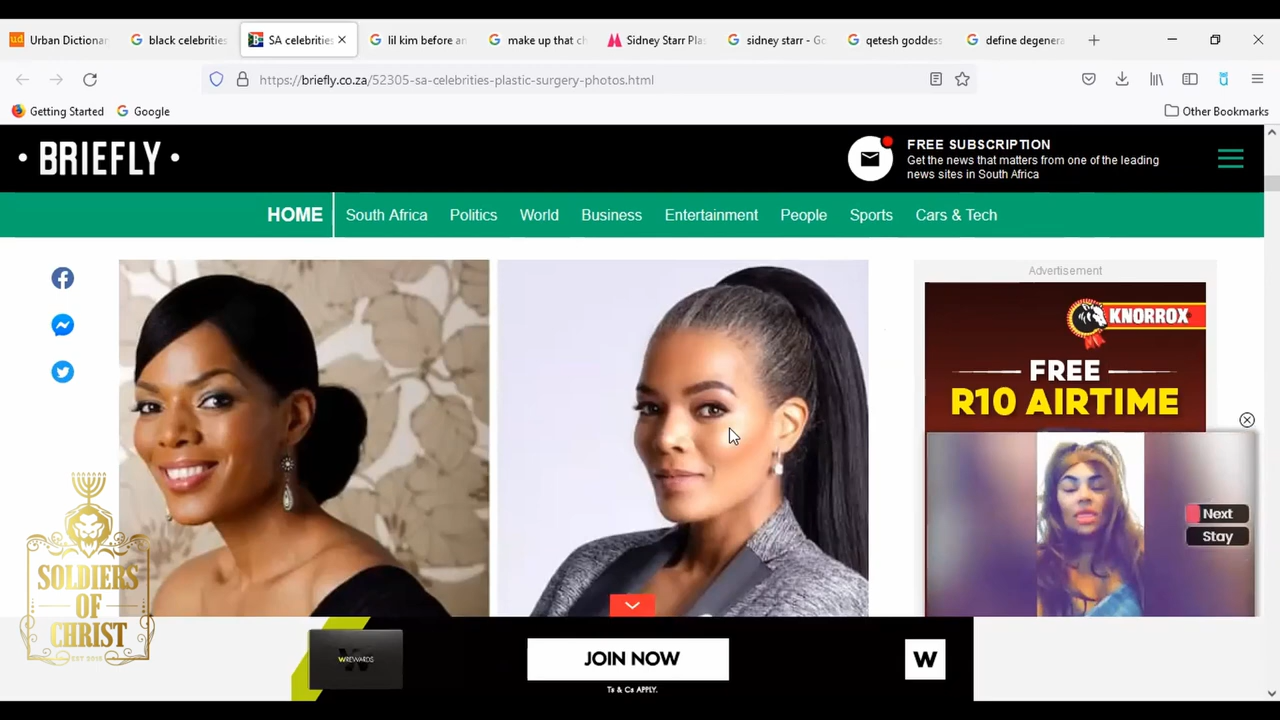 Urban Dictionar
black celebrities
SA celebrities
lil kim before an
make up that ch
Sidney Starr Plas
sidney starr - Go
qetesh goddess
define degenera
https://briefly.co.za/52305-sa-celebrities-plastic-surgery-photos.html
Getting Started
Google
Other Bookmarks
• BRIEFLY •
FREE SUBSCRIPTION
Get the news that matters from one of the leading
news sites in South Africa
HOME
South Africa
Politics
World
Business
Entertainment
People
Sports
Cars & Tech
Advertisement
KNORROX
FREE
R10 AIRTIME
Next
Stay
SOLDIERS
OF
CHRIST
EST 2015
WREWARDS
JOIN NOW
W
Ts & Cs APPLY.